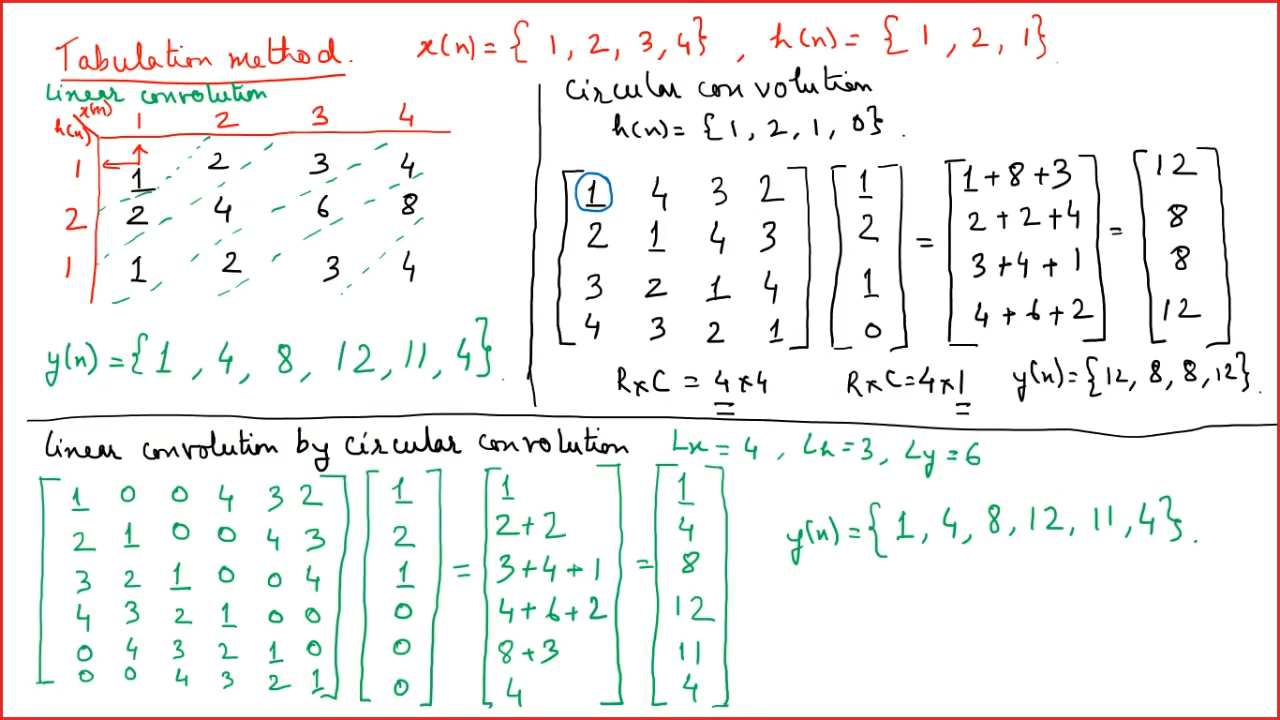 Tabulation method. x(n) = { 1, 2, 3, 4} , h(n) = { 1, 2, 1}
Linear convolution
x(n) 1 2 3 4
h(n)
1 1 2 3 4
2 2 4 6 8
1 1 2 3 4
y(n) = {1, 4, 8, 12, 11, 4}.
Circular convolution
h(n) = {1, 2, 1, 0}.
[1 4 3 2] [1] [1+8+3] [12]
[2 1 4 3] [2] = [2+2+4] = [8]
[3 2 1 4] [1] [3+4+1] [8]
[4 3 2 1] [0] [4+6+2] [12]
R×C = 4×4 R×C=4×1 y(n)={12, 8, 8, 12}.
Linear convolution by circular convolution Lx = 4, Lh=3, Ly=6
[1 0 0 4 3 2] [1] [1] [1]
[2 1 0 0 4 3] [2] [2+2] [4]
[3 2 1 0 0 4] [1] = [3+4+1] = [8]
[4 3 2 1 0 0] [0] [4+6+2] [12]
[0 4 3 2 1 0] [0] [8+3] [11]
[0 0 4 3 2 1] [0] [4] [4]
y(n) = {1, 4, 8, 12, 11, 4}.